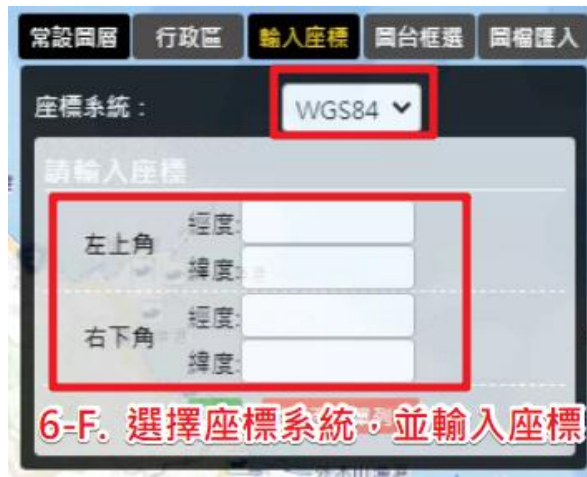 常設圖層 行政區 輸入座標 圖台框選 圖檔匯入
座標系統： WGS84
請輸入座標
左上角 經度:
緯度:
右下角 經度:
緯度:
6-F. 選擇座標系統，並輸入座標